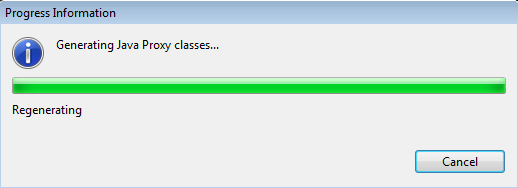 Progress Information
Generating Java Proxy classes...
Regenerating
Cancel